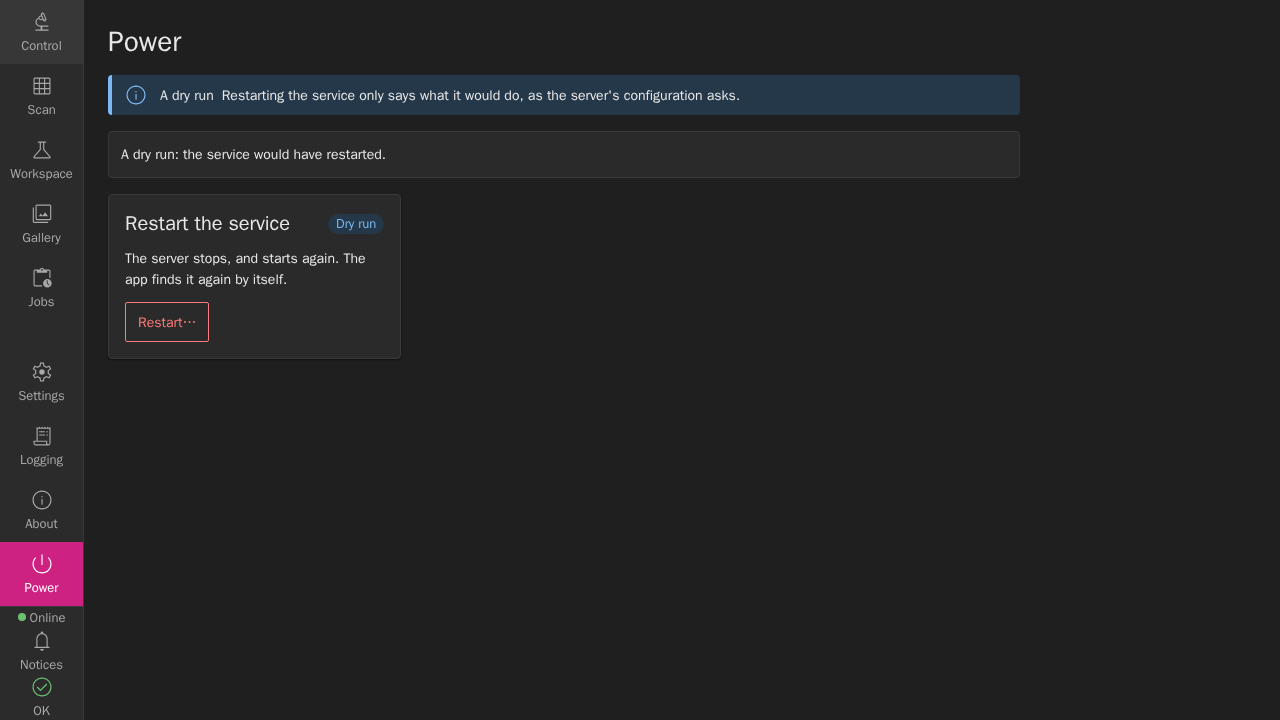 Control
Scan
Workspace
Gallery
Jobs
Settings
Logging
About
Power
Online
Notices
OK
Power
A dry run  Restarting the service only says what it would do, as the server's configuration asks.
A dry run: the service would have restarted.
Restart the service
Dry run
The server stops, and starts again. The
app finds it again by itself.
Restart…